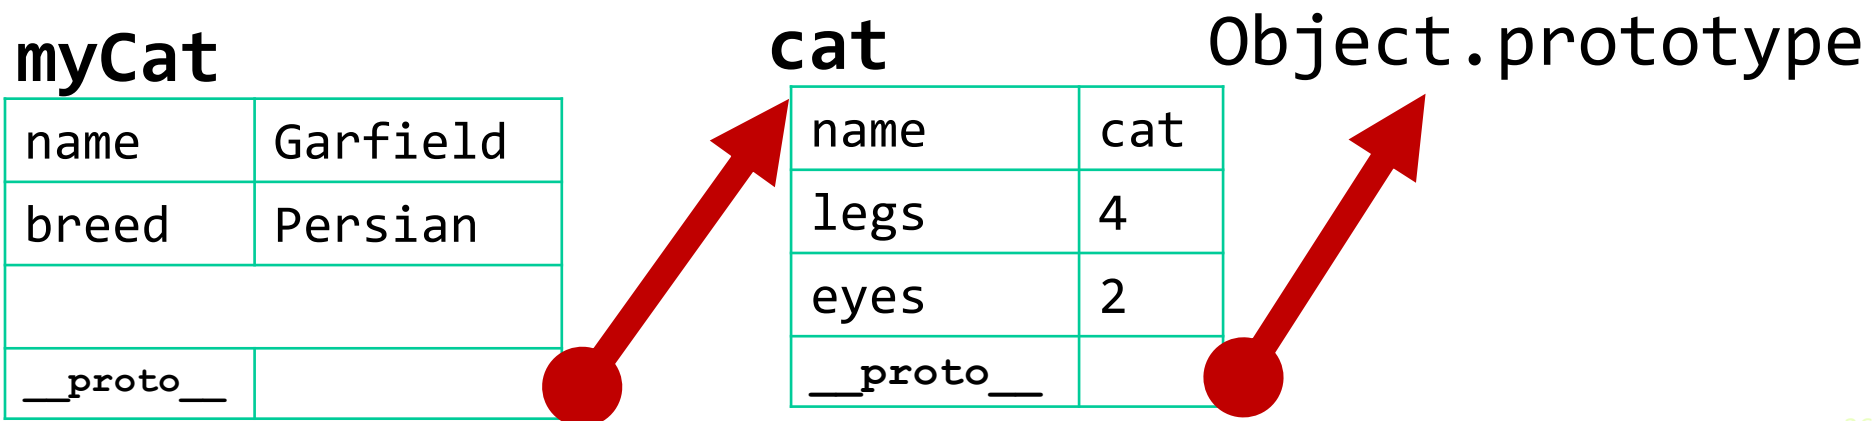 myCat
name Garfield
breed Persian
__proto__
cat
name cat
legs 4
eyes 2
__proto__
Object.prototype